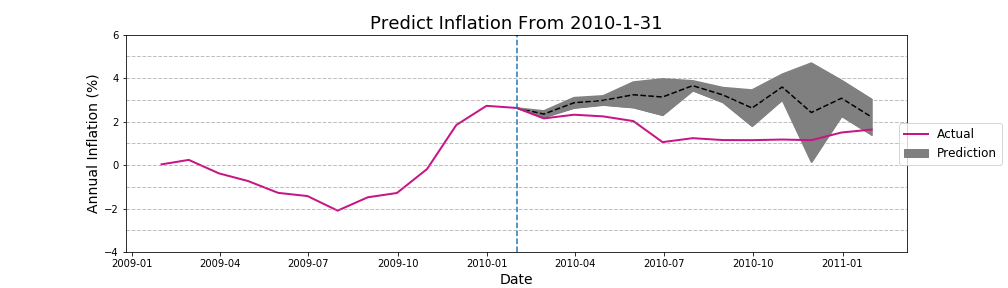 Predict Inflation From 2010-1-31
Annual Inflation (%)
6
4
2
0
−2
−4
2009-01 2009-04 2009-07 2009-10 2010-01 2010-04 2010-07 2010-10 2011-01
Date
Actual
Prediction